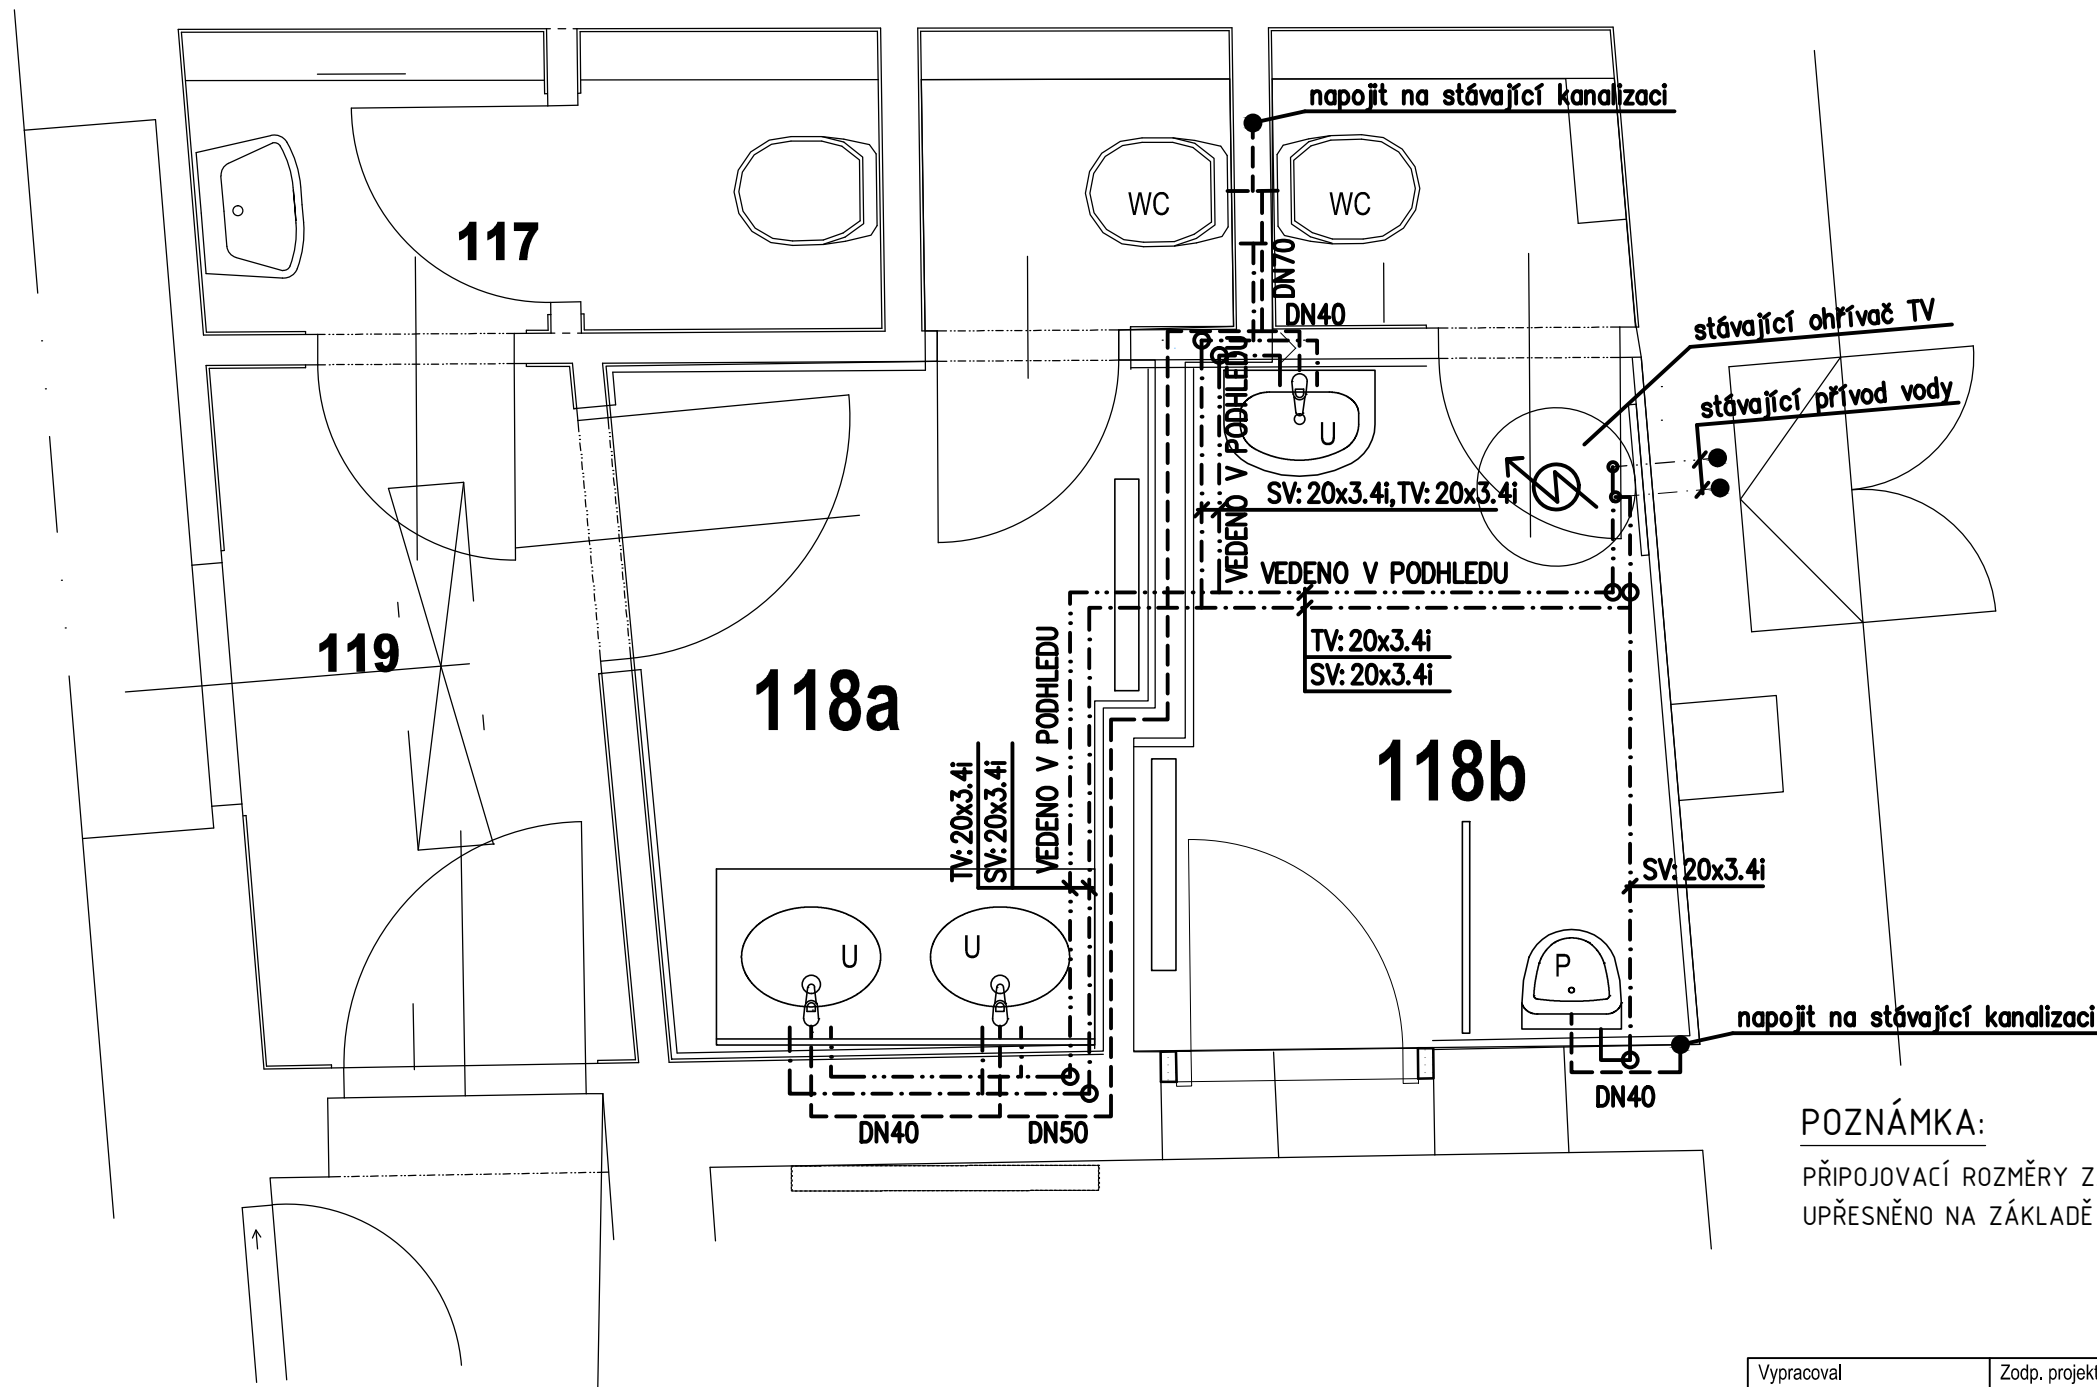 napojit na stávající kanalizaci
WC
WC
117
DN70
DN40
stávající ohřívač TV
stávající přívod vody
VEDENO V PODHLEDU
U
SV: 20x3.4i,TV: 20x3.4i
VEDENO V PODHLEDU
119
118a
VEDENO V PODHLEDU
TV: 20x3.4i
SV: 20x3.4i
118b
TV: 20x3.4i
SV: 20x3.4i
SV: 20x3.4i
U
U
P
napojit na stávající kanalizaci
DN40
DN50
DN40
POZNÁMKA:
PŘIPOJOVACÍ ROZMĚRY Z
UPŘESNĚNO NA ZÁKLADĚ
Vypracoval
Zodp. projekt